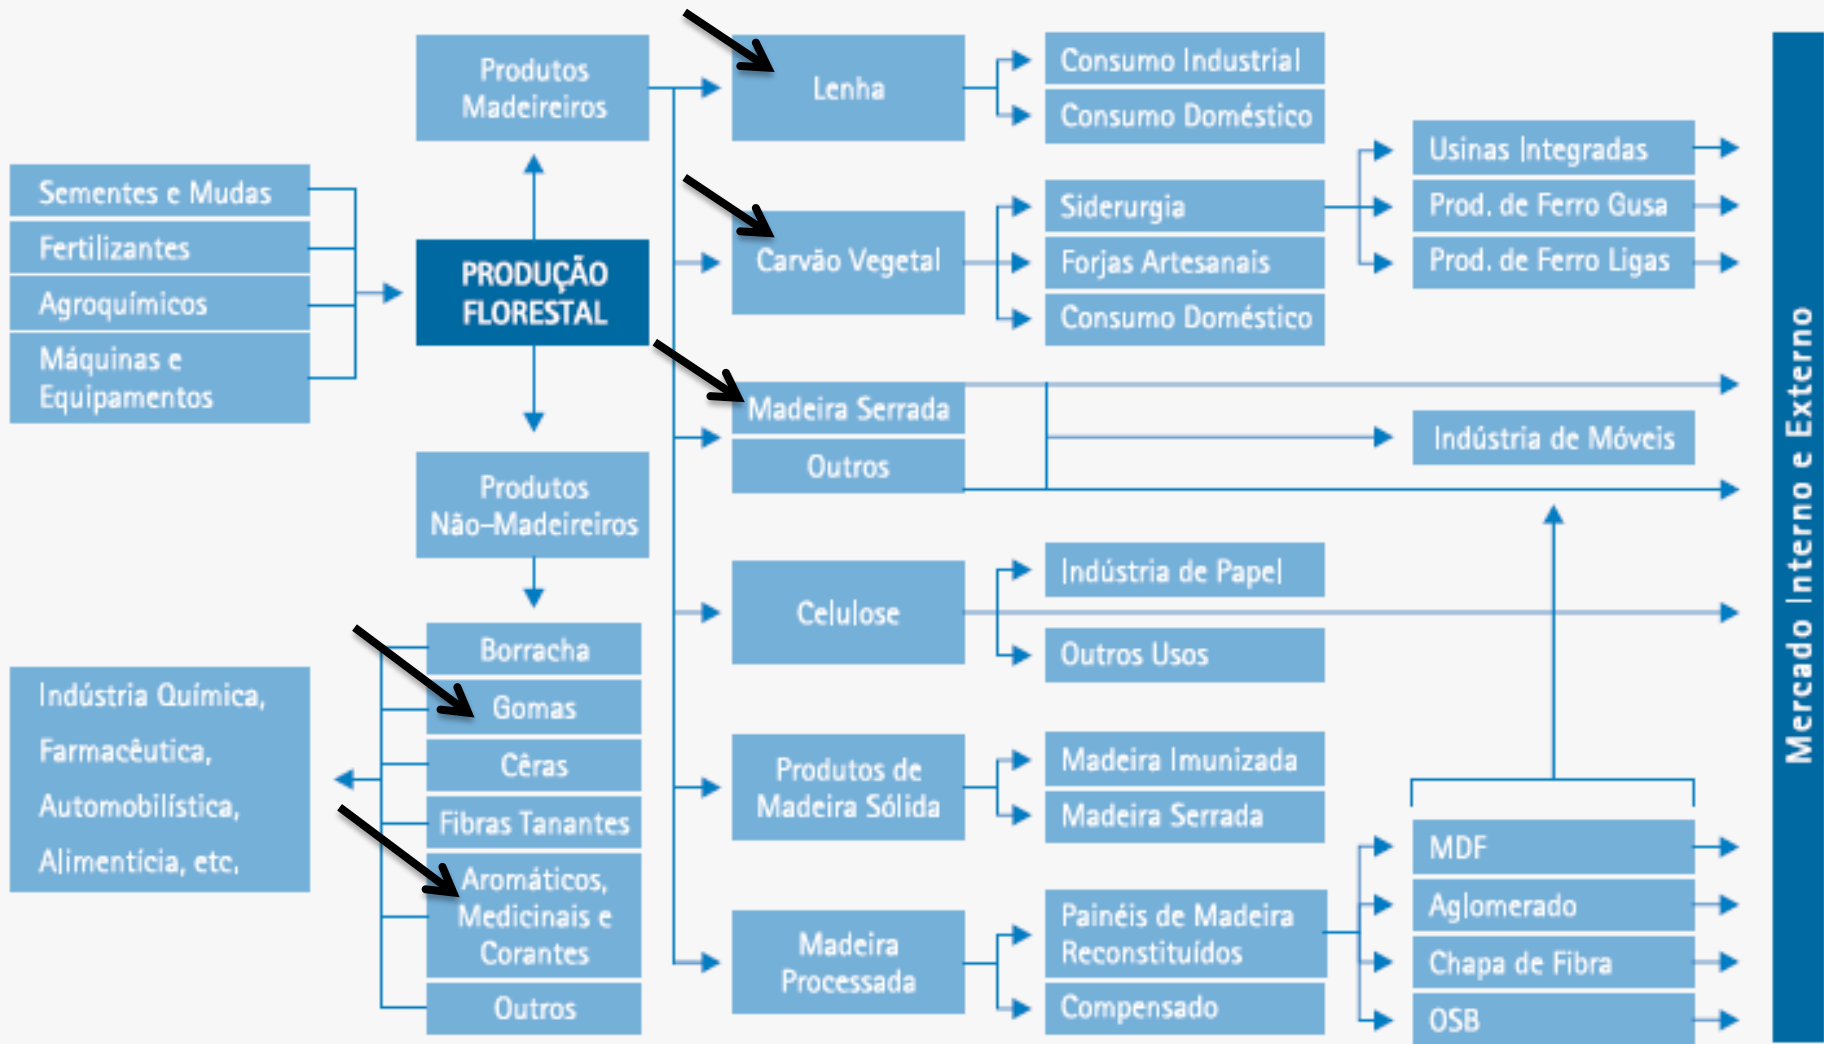 Sementes e Mudas
Fertilizantes
Agroquímicos
Máquinas e
Equipamentos
Produtos
Madeireiros
PRODUÇÃO
FLORESTAL
Produtos
Não-Madeireiros
Borracha
Gomas
Cêras
Fibras Tanantes
Aromáticos,
Medicinais e
Corantes
Outros
Indústria Química,
Farmacêutica,
Automobilística,
Alimentícia, etc.
Lenha
Consumo Industrial
Consumo Doméstico
Carvão Vegetal
Siderurgia
Forjas Artesanais
Consumo Doméstico
Usinas Integradas
Prod. de Ferro Gusa
Prod. de Ferro Ligas
Madeira Serrada
Outros
Indústria de Móveis
Celulose
Indústria de Papel
Outros Usos
Produtos de
Madeira Sólida
Madeira Imunizada
Madeira Serrada
Madeira
Processada
Painéis de Madeira
Reconstituídos
Compensado
MDF
Aglomerado
Chapa de Fibra
OSB
Mercado Interno e Externo